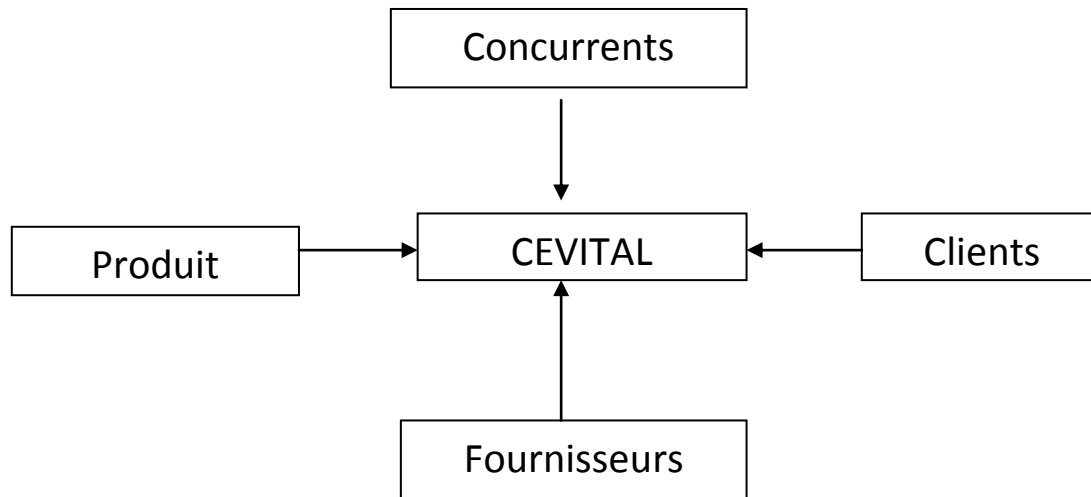 Concurrents
Produit
CEVITAL
Clients
Fournisseurs